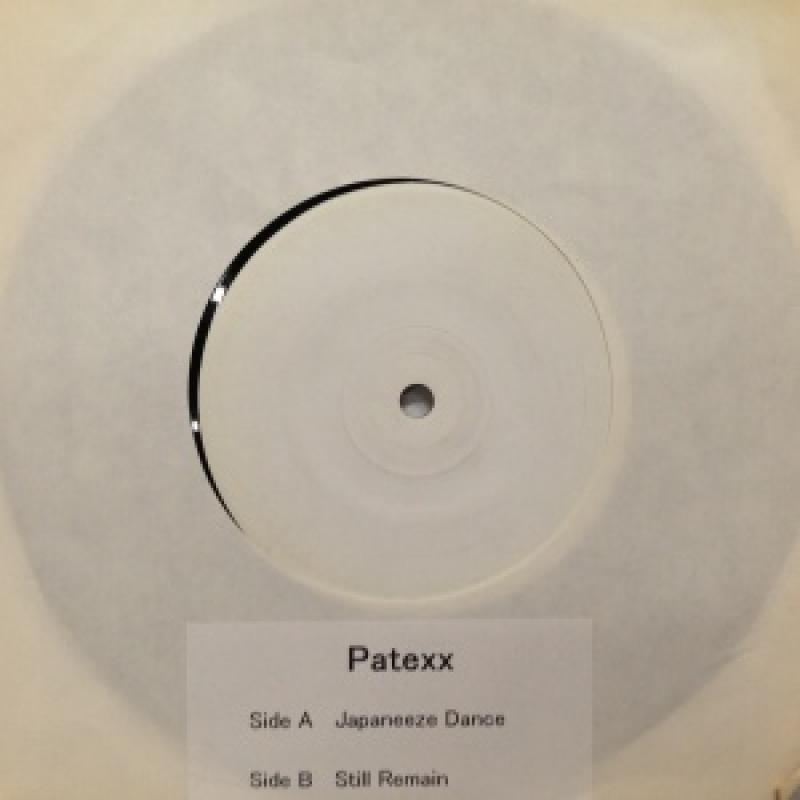 Patexx
Side A Japaneeze Dance
Side B Still Remain